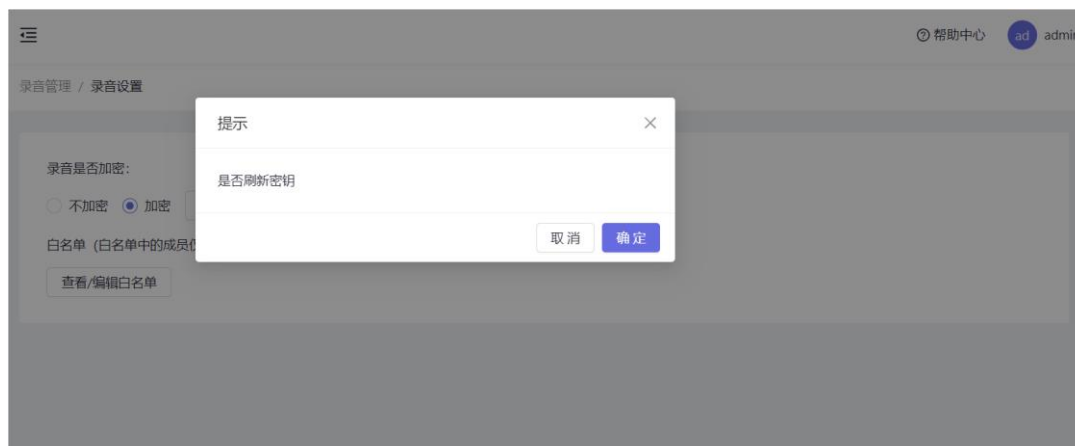 帮助中心 ad admin
录音管理 / 录音设置
提示
录音是否加密:
是否刷新密钥
不加密 加密
取消 确定
白名单 (白名单中的成员仅
查看/编辑白名单